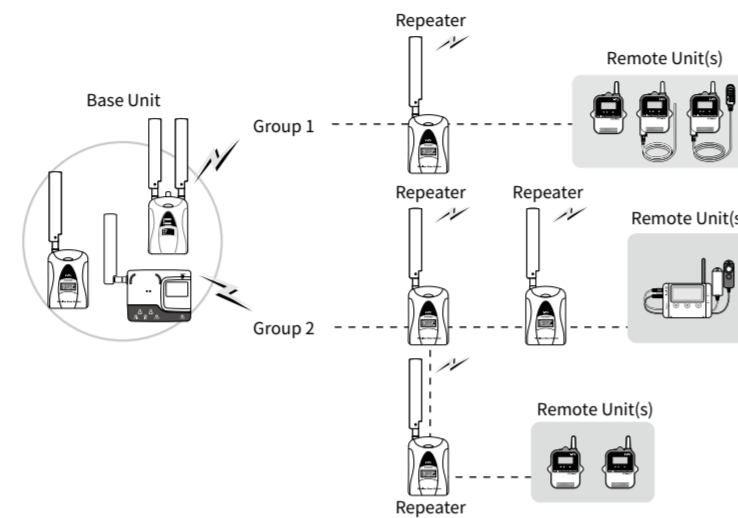 Repeater
Remote Unit(s)
Base Unit
Group 1
Repeater
Repeater
Remote Unit(s
Group 2
Remote Unit(s)
Repeater